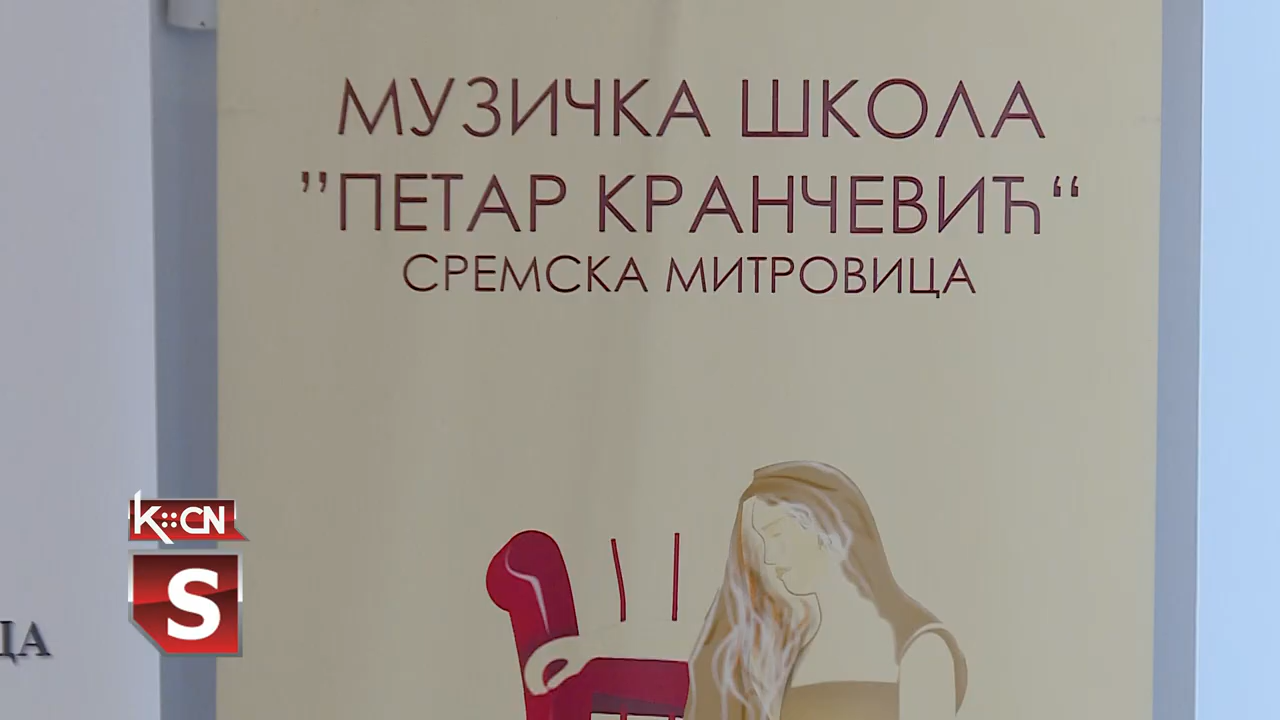 МУЗИЧКА ШКОЛА
”ПЕТАР КРАНЧЕВИЋ“
СРЕМСКА МИТРОВИЦА
ЦА
K::CN
S